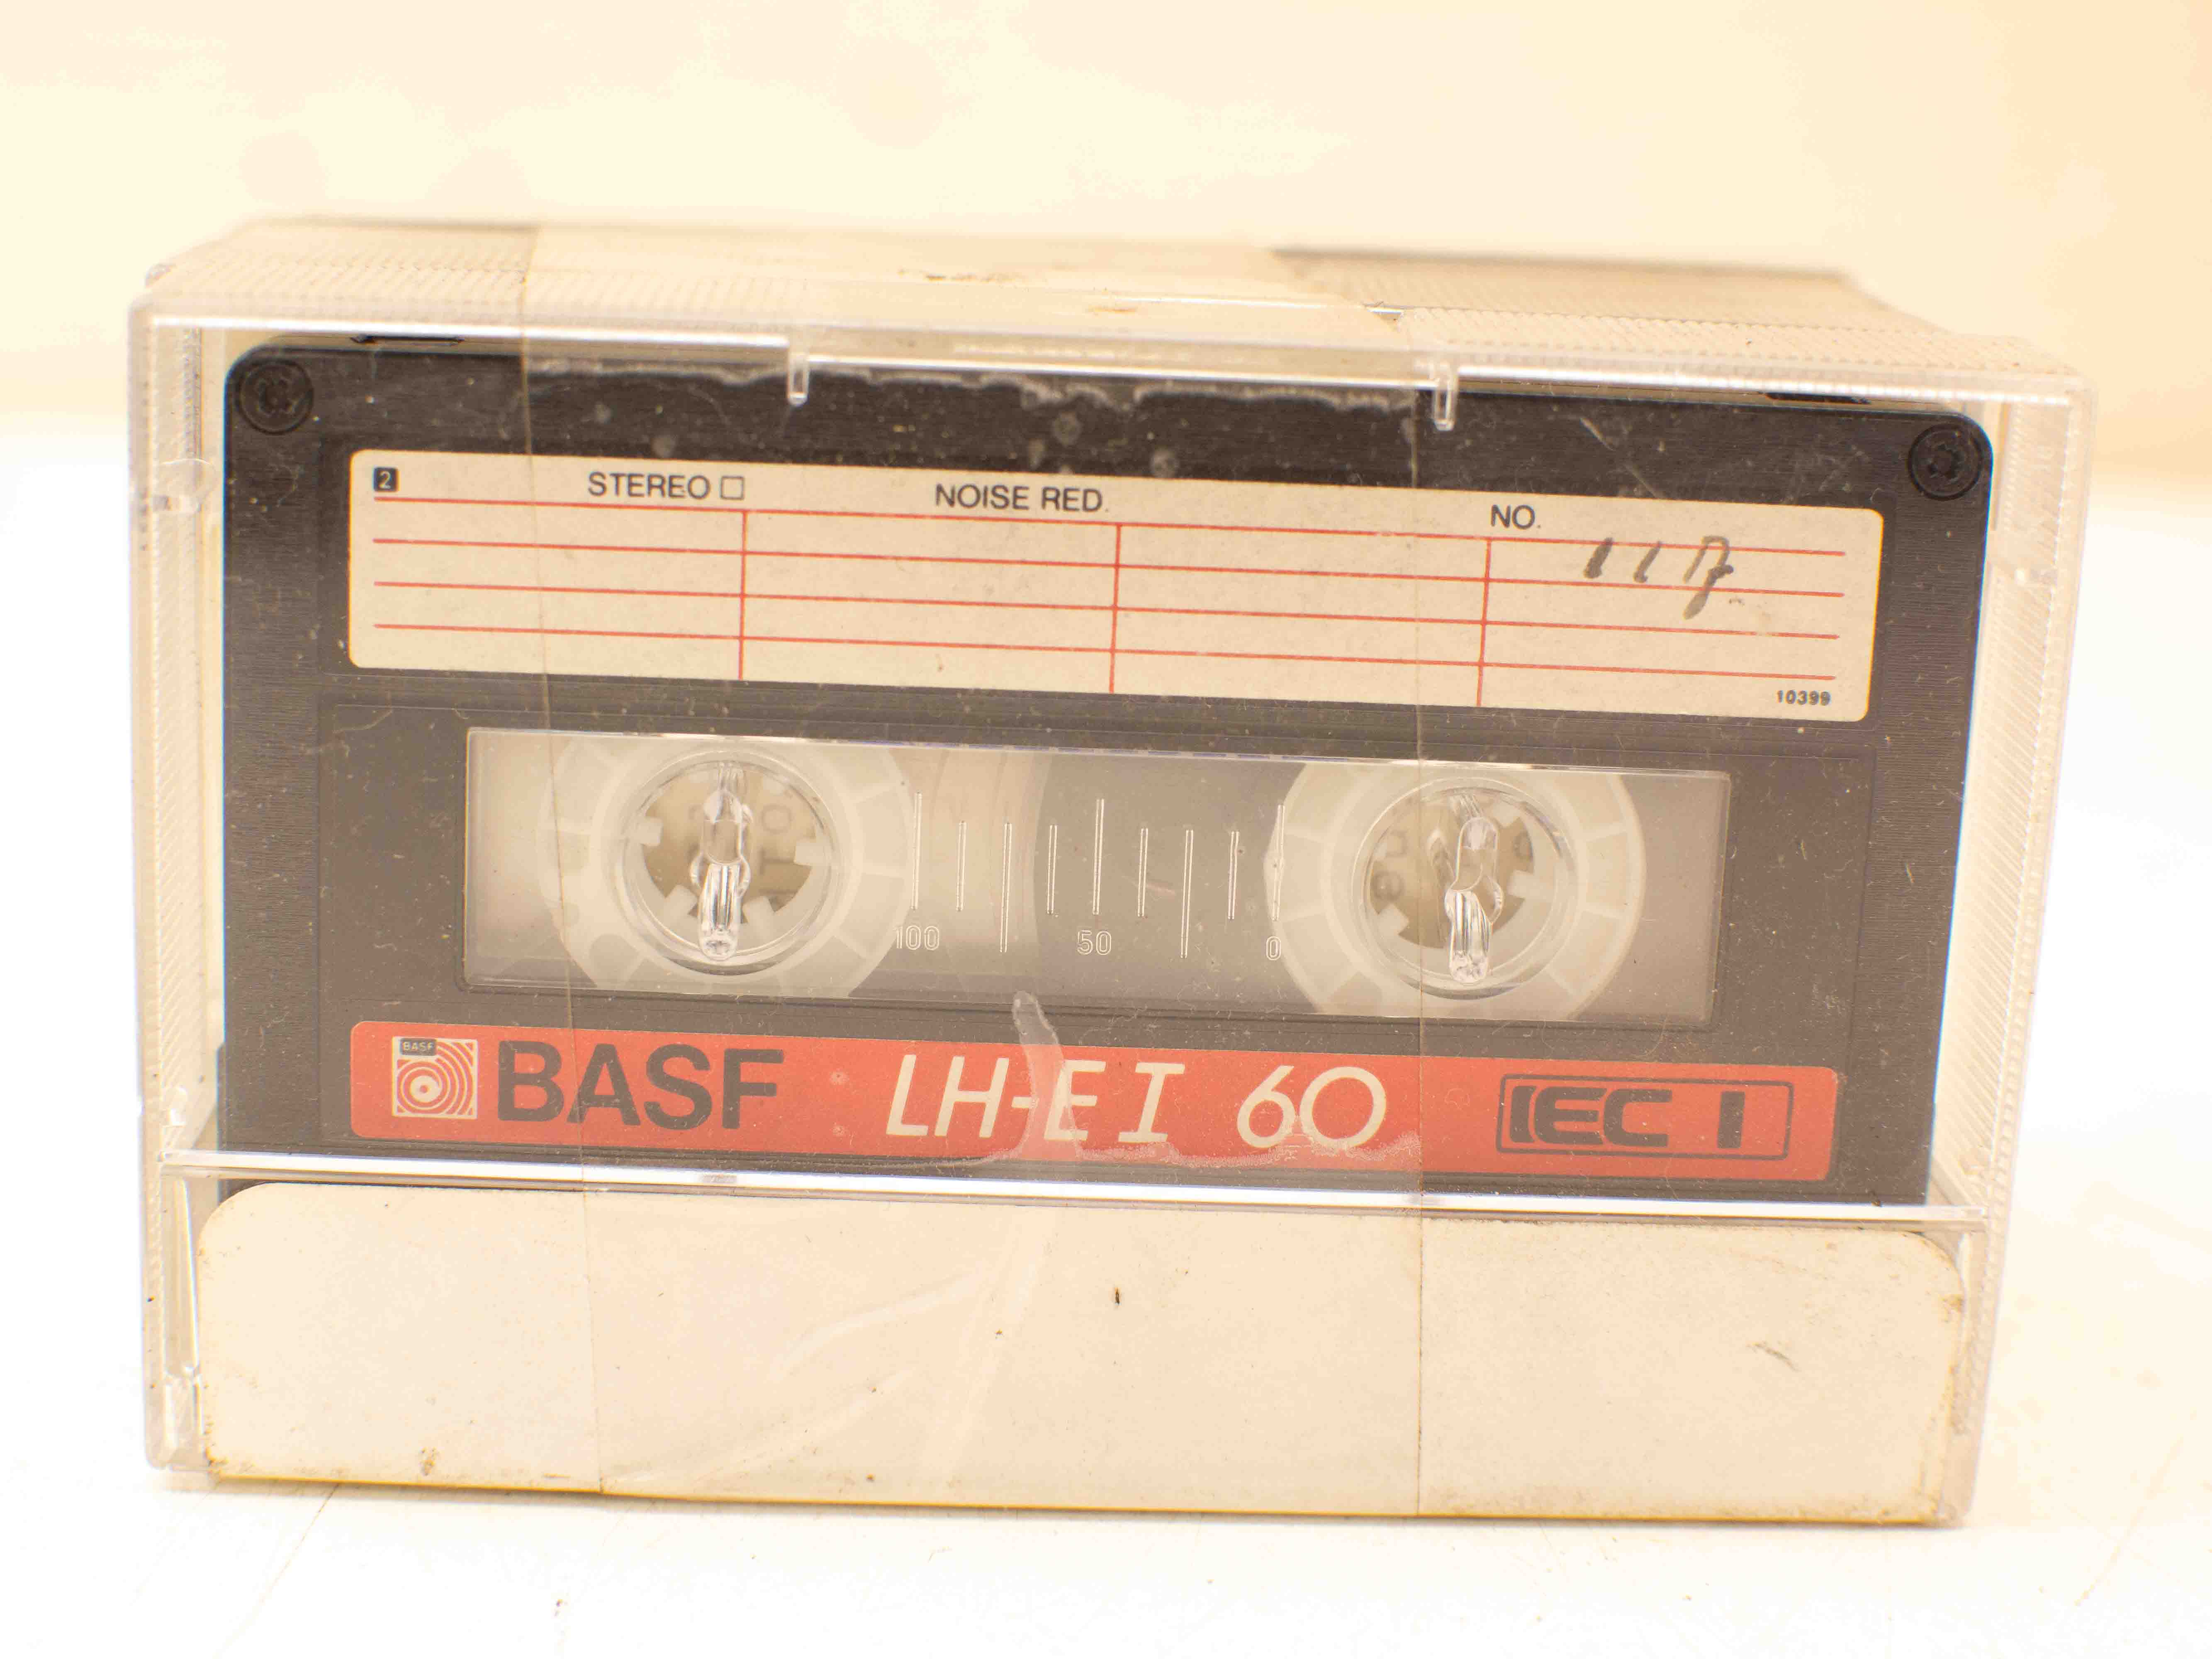 2 STEREO NOISE RED. NO.
117
10399
100 50 0
BASF BASF LH-E I 60 IEC I